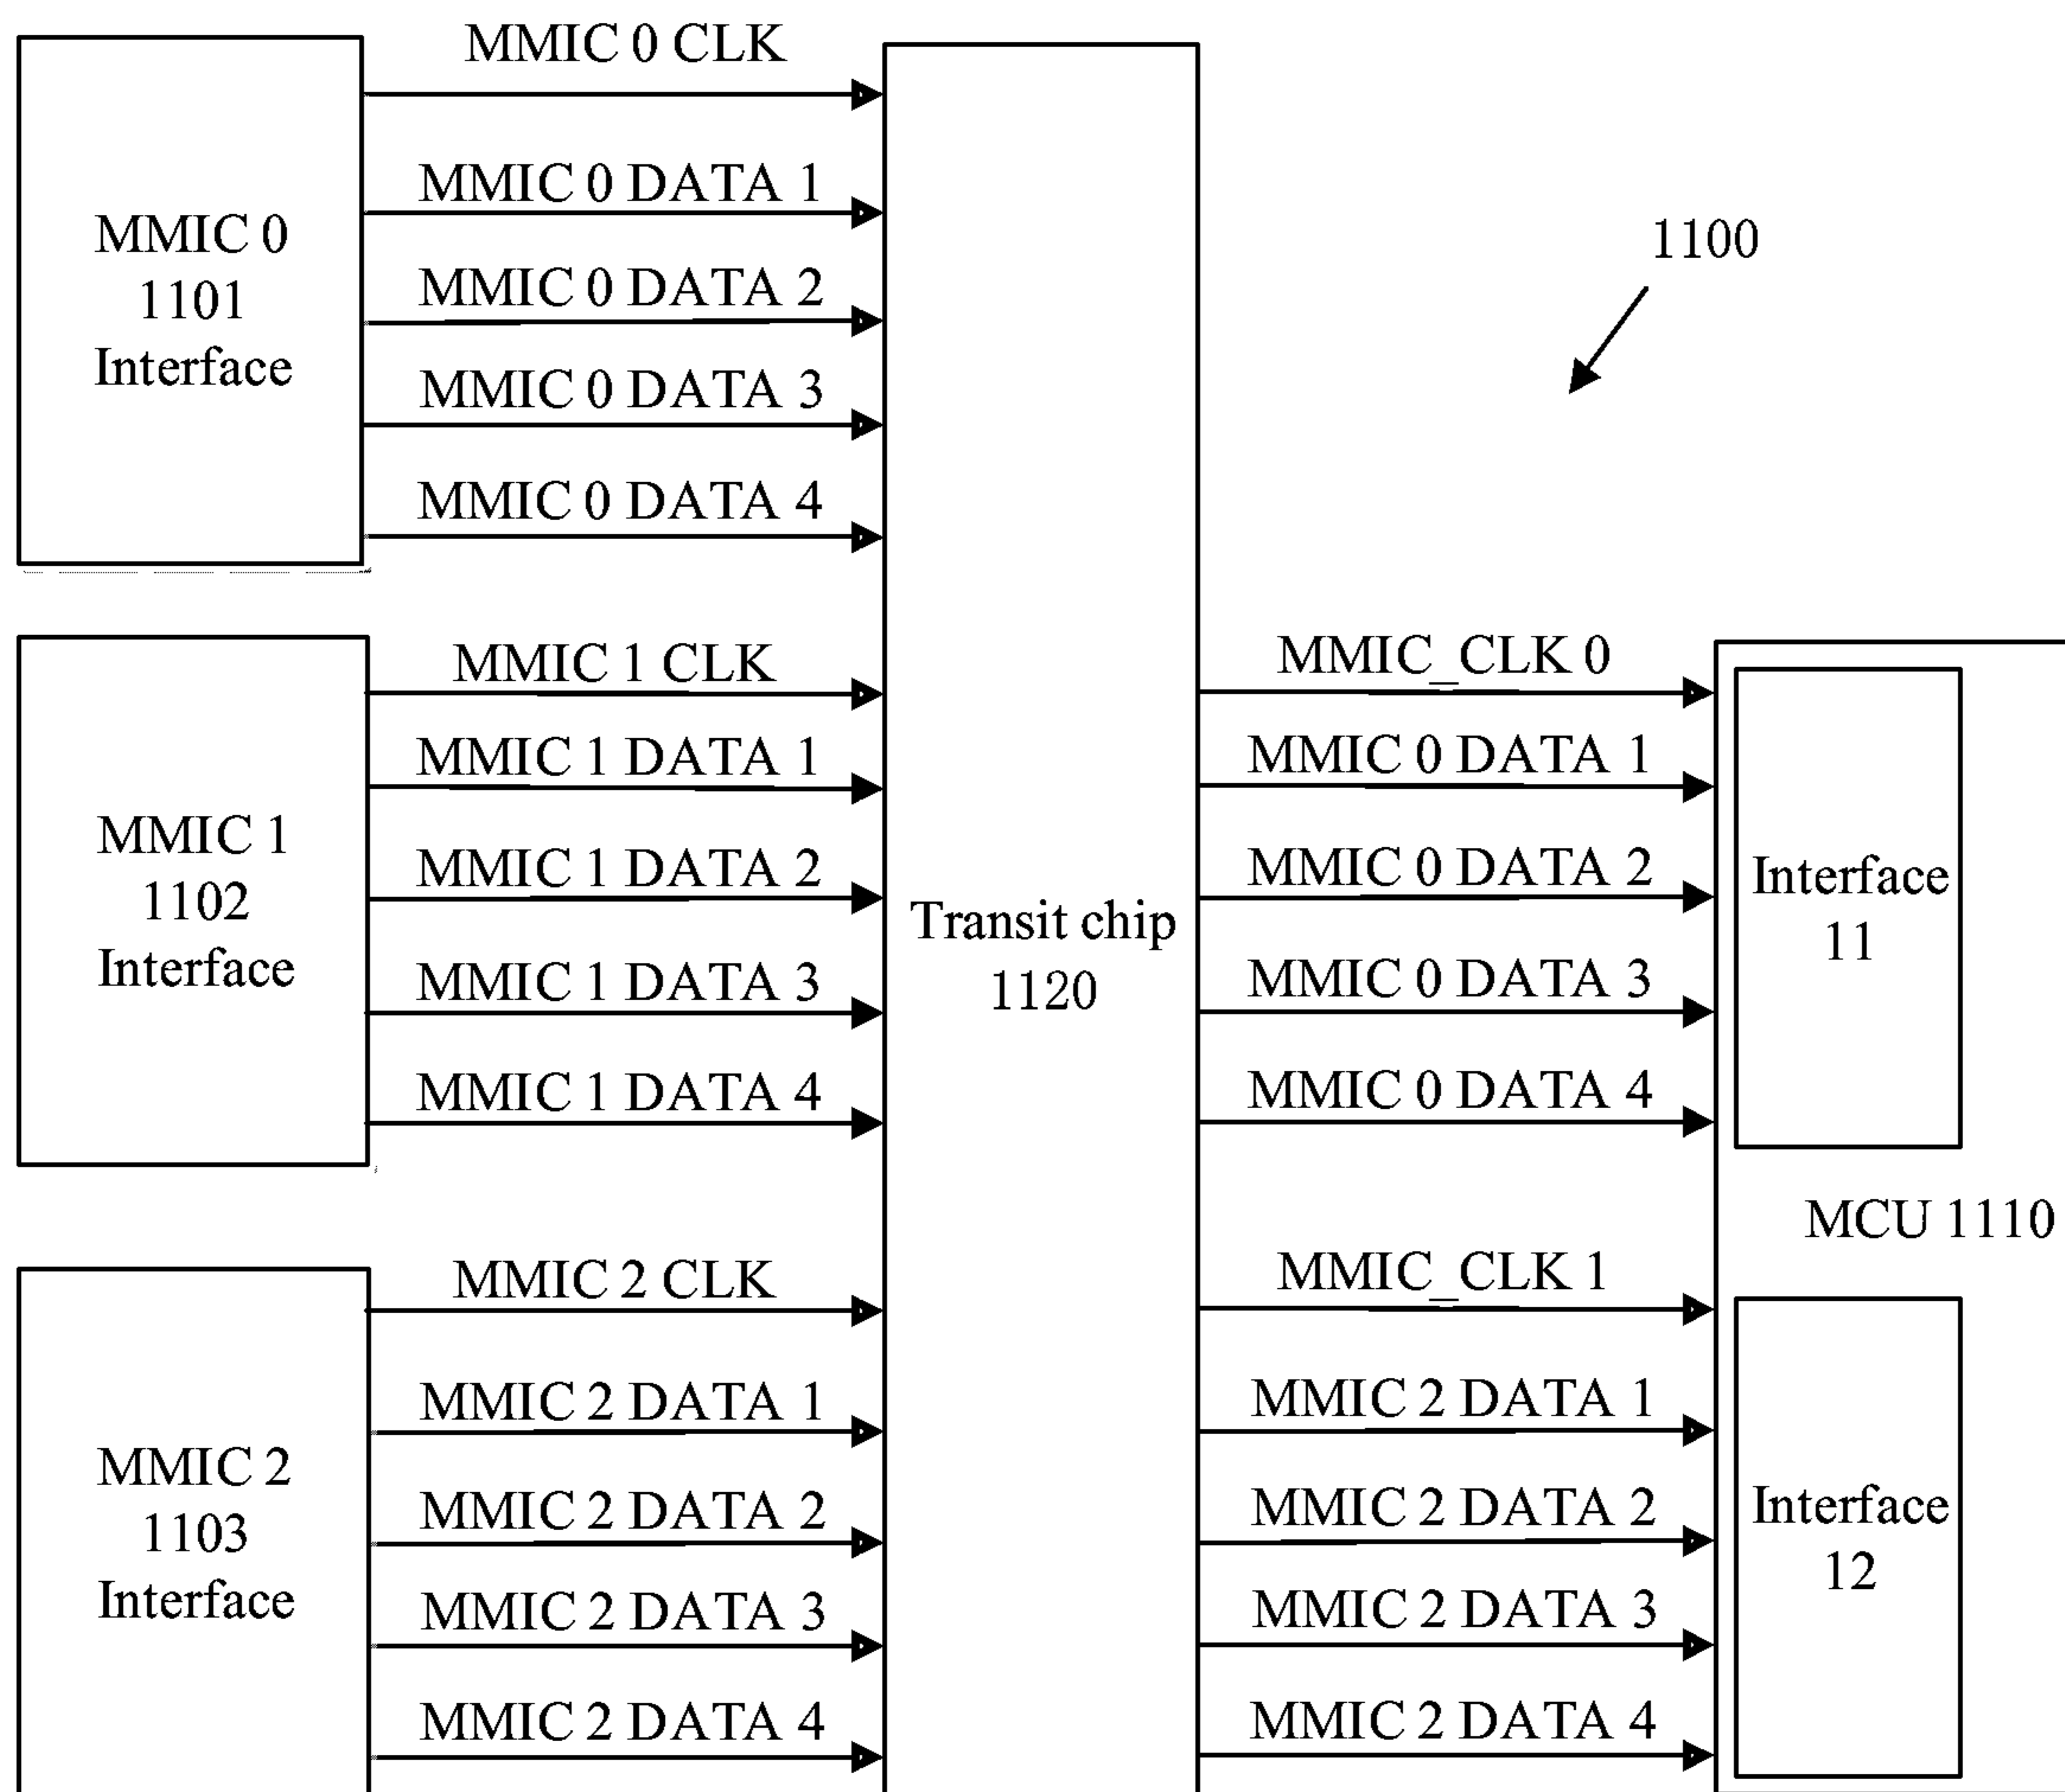 MMIC 0 CLK
MMIC 0 DATA 1
MMIC 0 DATA 2
MMIC 0 DATA 3
MMIC 0 DATA 4
MMIC 0
1101
Interface
1100
MMIC 1 CLK
MMIC 1 DATA 1
MMIC 1 DATA 2
MMIC 1 DATA 3
MMIC 1 DATA 4
MMIC 1
1102
Interface
Transit chip
1120
MMIC_CLK 0
MMIC 0 DATA 1
MMIC 0 DATA 2
MMIC 0 DATA 3
MMIC 0 DATA 4
Interface
11
MCU 1110
MMIC 2 CLK
MMIC 2 DATA 1
MMIC 2 DATA 2
MMIC 2 DATA 3
MMIC 2 DATA 4
MMIC 2
1103
Interface
MMIC_CLK 1
MMIC 2 DATA 1
MMIC 2 DATA 2
MMIC 2 DATA 3
MMIC 2 DATA 4
Interface
12